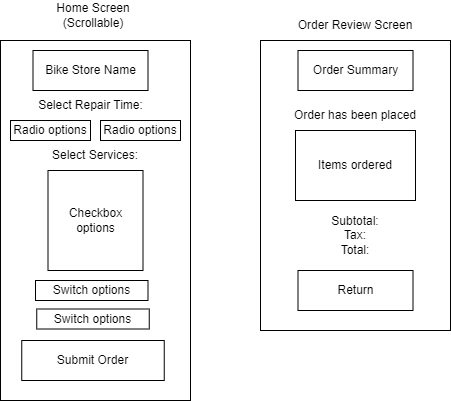 Home Screen
(Scrollable)
Bike Store Name
Select Repair Time:
Radio options
Radio options
Select Services:
Checkbox
options
Switch options
Switch options
Submit Order
Order Review Screen
Order Summary
Order has been placed
Items ordered
Subtotal:
Tax:
Total:
Return